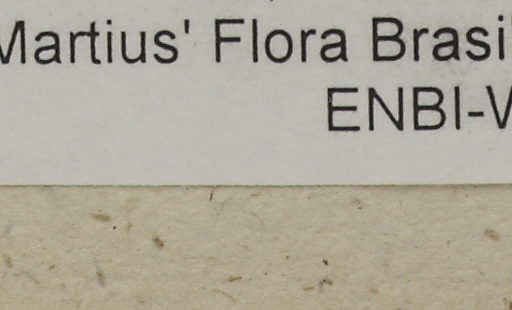 Martius' Flora Brasi
ENBI-